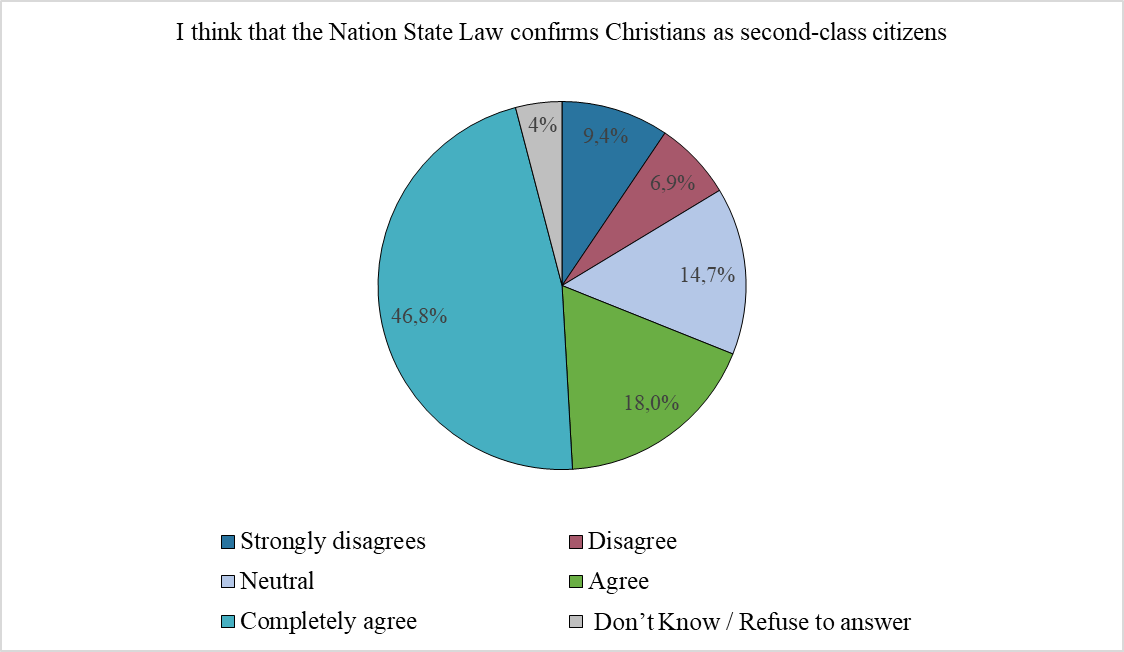 I think that the Nation State Law confirms Christians as second-class citizens
4%
9,4%
6,9%
14,7%
46,8%
18,0%
Strongly disagrees
Disagree
Neutral
Agree
Completely agree
Don’t Know / Refuse to answer